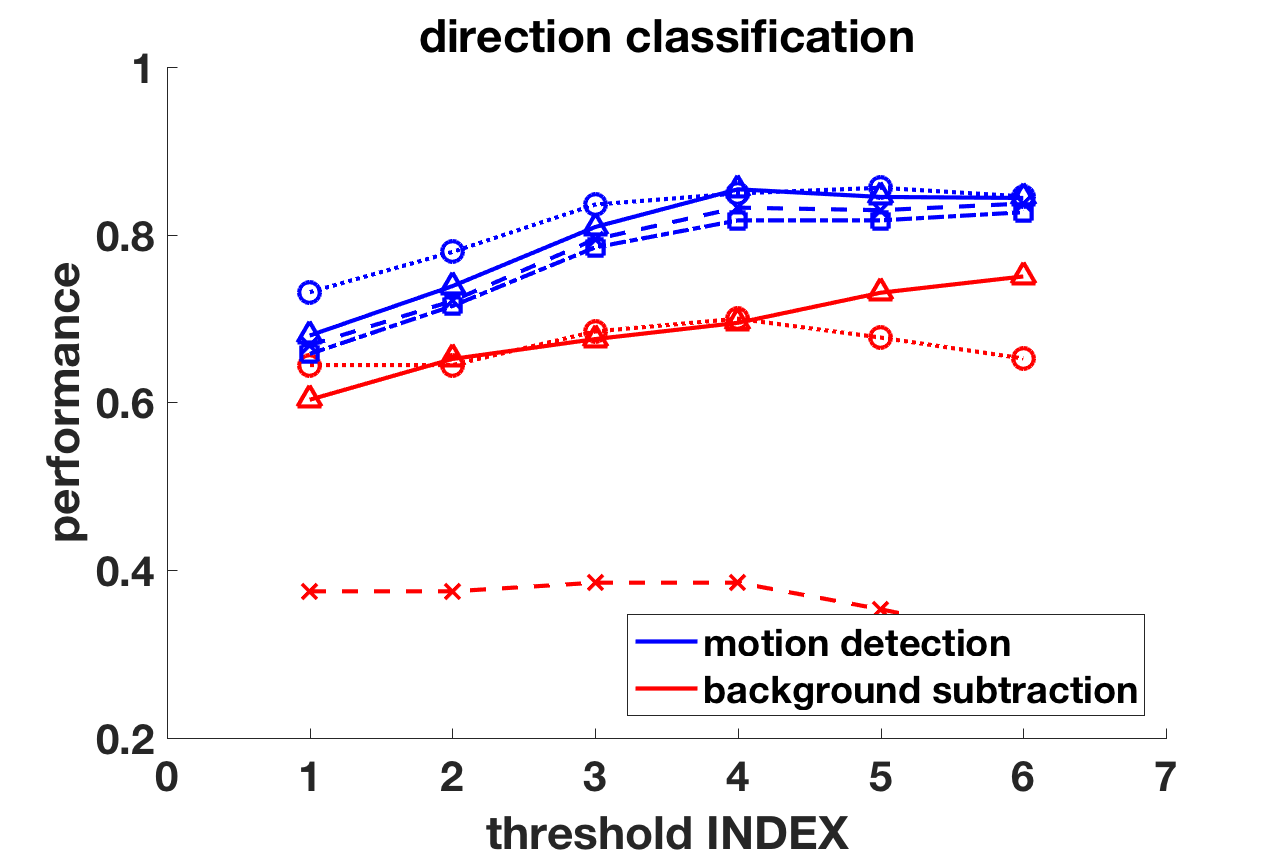 direction classification
1
0.8
0.6
0.4
0.2
performance
motion detection
background subtraction
0 1 2 3 4 5 6 7
threshold INDEX